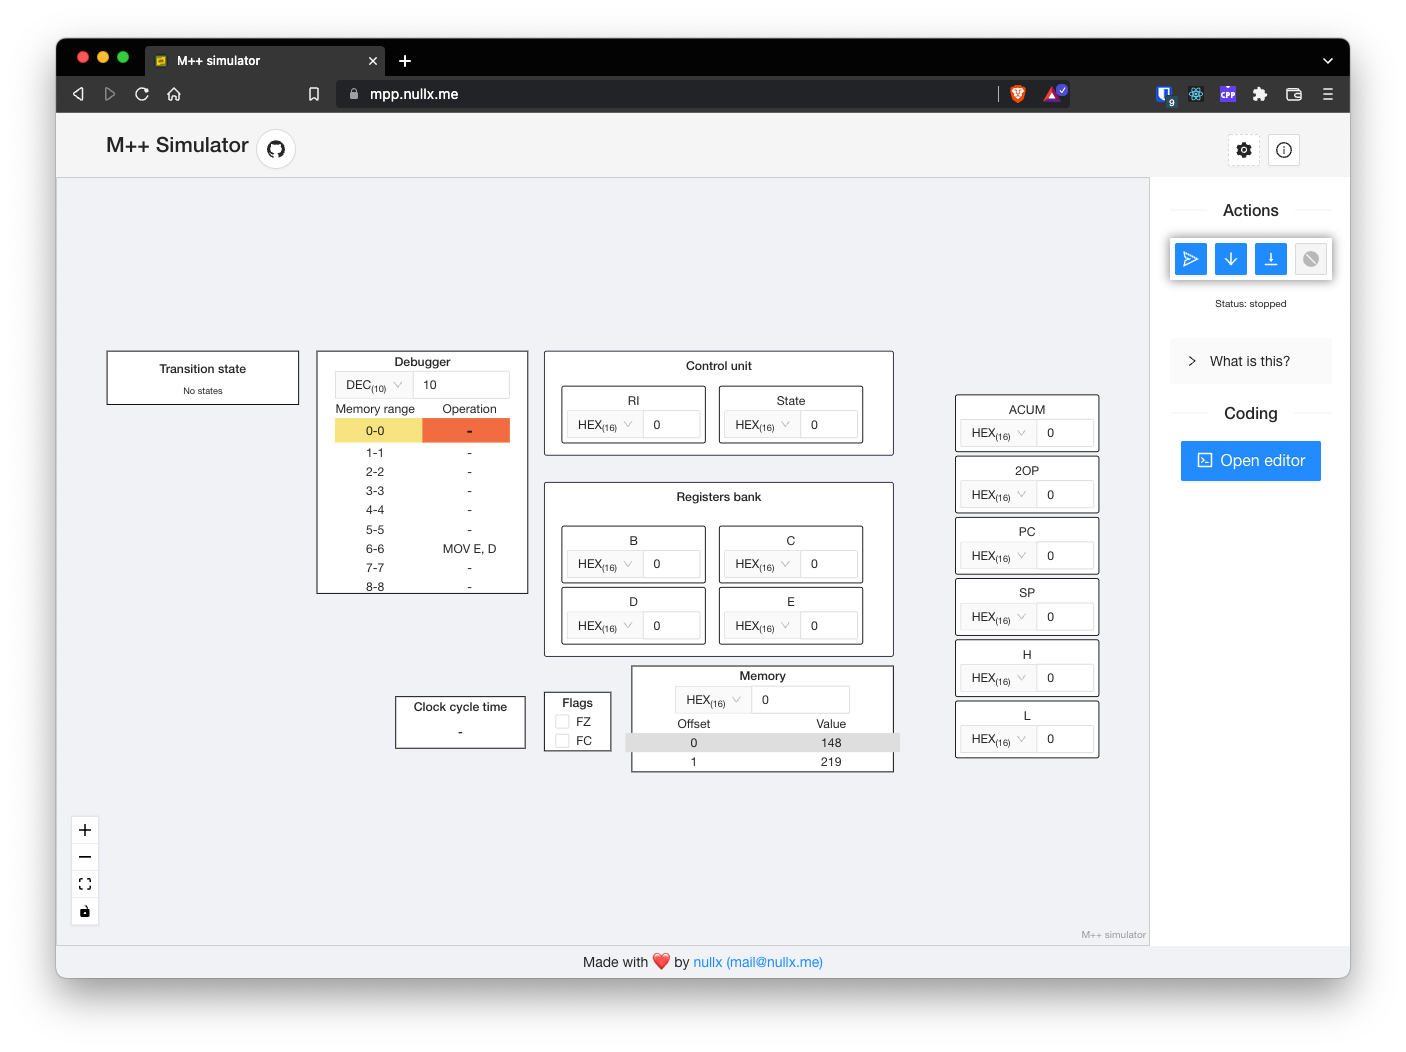 M++ simulator
mpp.nullx.me
9
CPP
M++ Simulator
Actions
Status: stopped
What is this?
Coding
Open editor
Transition state
No states
Debugger
DEC(10) 10
Memory range Operation
0-0 -
1-1 -
2-2 -
3-3 -
4-4 -
5-5 -
6-6 MOV E, D
7-7 -
8-8 -
Control unit
RI State
HEX(16) 0 HEX(16) 0
Registers bank
B C
HEX(16) 0 HEX(16) 0
D E
HEX(16) 0 HEX(16) 0
ACUM
HEX(16) 0
2OP
HEX(16) 0
PC
HEX(16) 0
SP
HEX(16) 0
H
HEX(16) 0
L
HEX(16) 0
Clock cycle time
-
Flags
FZ
FC
Memory
HEX(16) 0
Offset Value
0 148
1 219
M++ simulator
Made with ❤️ by nullx (mail@nullx.me)